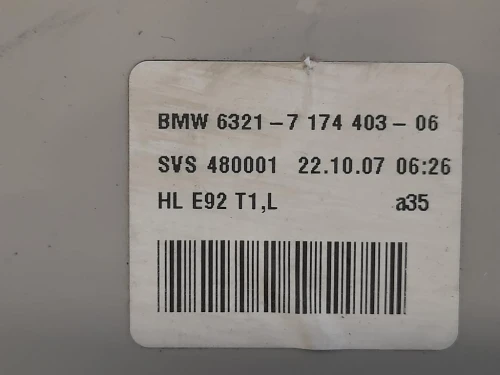 BMW 6321-7 174 403-06
SVS 480001 22.10.07 06:26
HL E92 T1,L a35